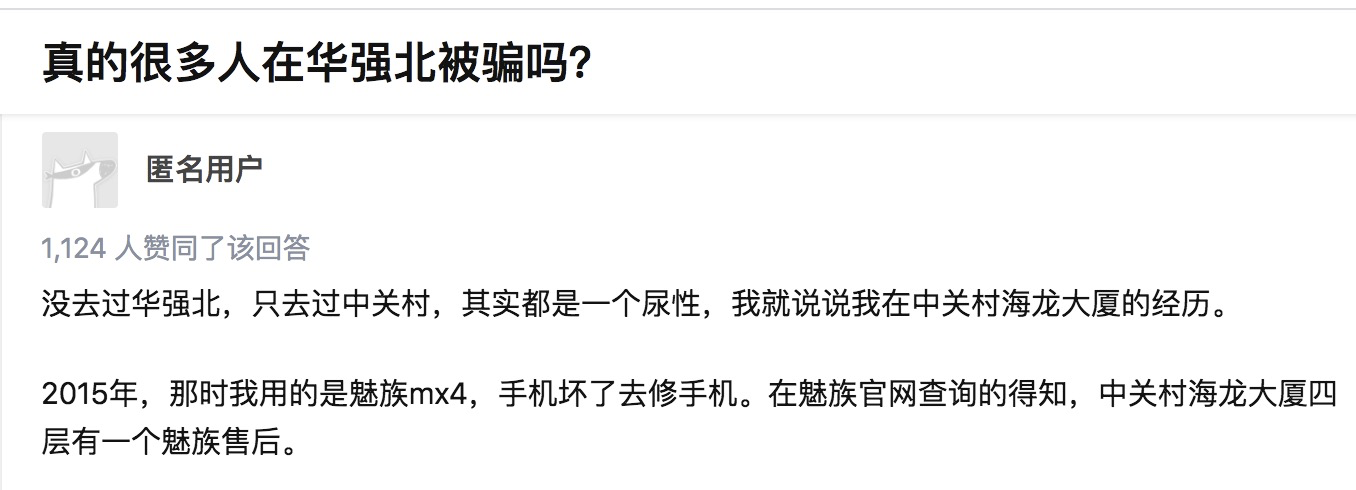 真的很多人在华强北被骗吗？
匿名用户
1,124 人赞同了该回答
没去过华强北，只去过中关村，其实都是一个尿性，我就说说我在中关村海龙大厦的经历。
2015年，那时我用的是魅族mx4，手机坏了去修手机。在魅族官网查询的得知，中关村海龙大厦四
层有一个魅族售后。